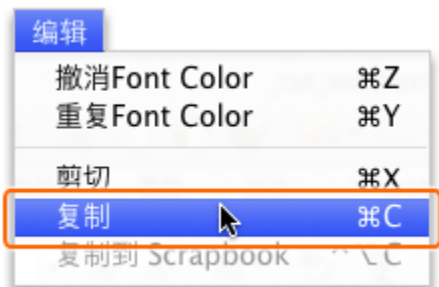 编辑
撤消Font Color ⌘Z
重复Font Color ⌘Y
剪切 ⌘X
复制 ⌘C
复制到 Scrapbook ^⌥C